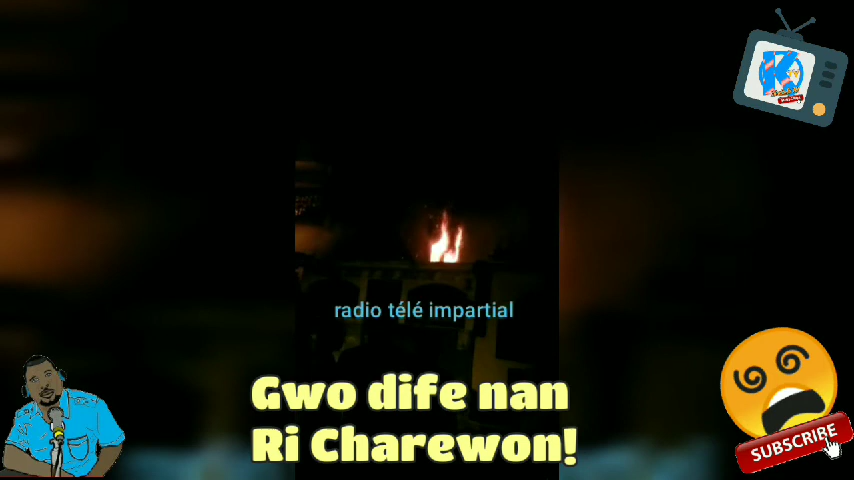 K
radio télé impartial
Gwo dife nan
Ri Charewon!
SUBSCRIBE